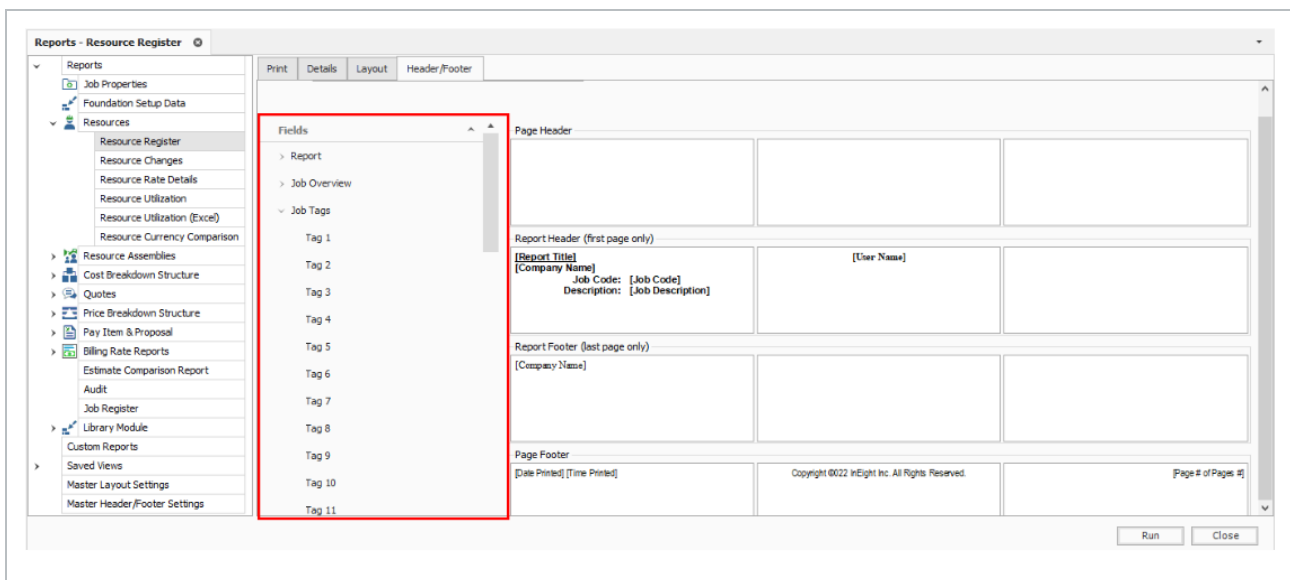 Reports - Resource Register
Reports
Job Properties
Foundation Setup Data
Resources
Resource Register
Resource Changes
Resource Rate Details
Resource Utilization
Resource Utilization (Excel)
Resource Currency Comparison
Resource Assemblies
Cost Breakdown Structure
Quotes
Price Breakdown Structure
Pay Item & Proposal
Billing Rate Reports
Estimate Comparison Report
Audit
Job Register
Library Module
Custom Reports
Saved Views
Master Layout Settings
Master Header/Footer Settings
Print Details Layout Header/Footer
Fields
Report
Job Overview
Job Tags
Tag 1
Tag 2
Tag 3
Tag 4
Tag 5
Tag 6
Tag 7
Tag 8
Tag 9
Tag 10
Tag 11
Page Header
Report Header (first page only)
[Report Title]
[Company Name]
Job Code: [Job Code]
Description: [Job Description]
[User Name]
Report Footer (last page only)
[Company Name]
Page Footer
[Date Printed] [Time Printed]
Copyright ©2022 InEight Inc. All Rights Reserved.
[Page # of Pages #]
Run Close